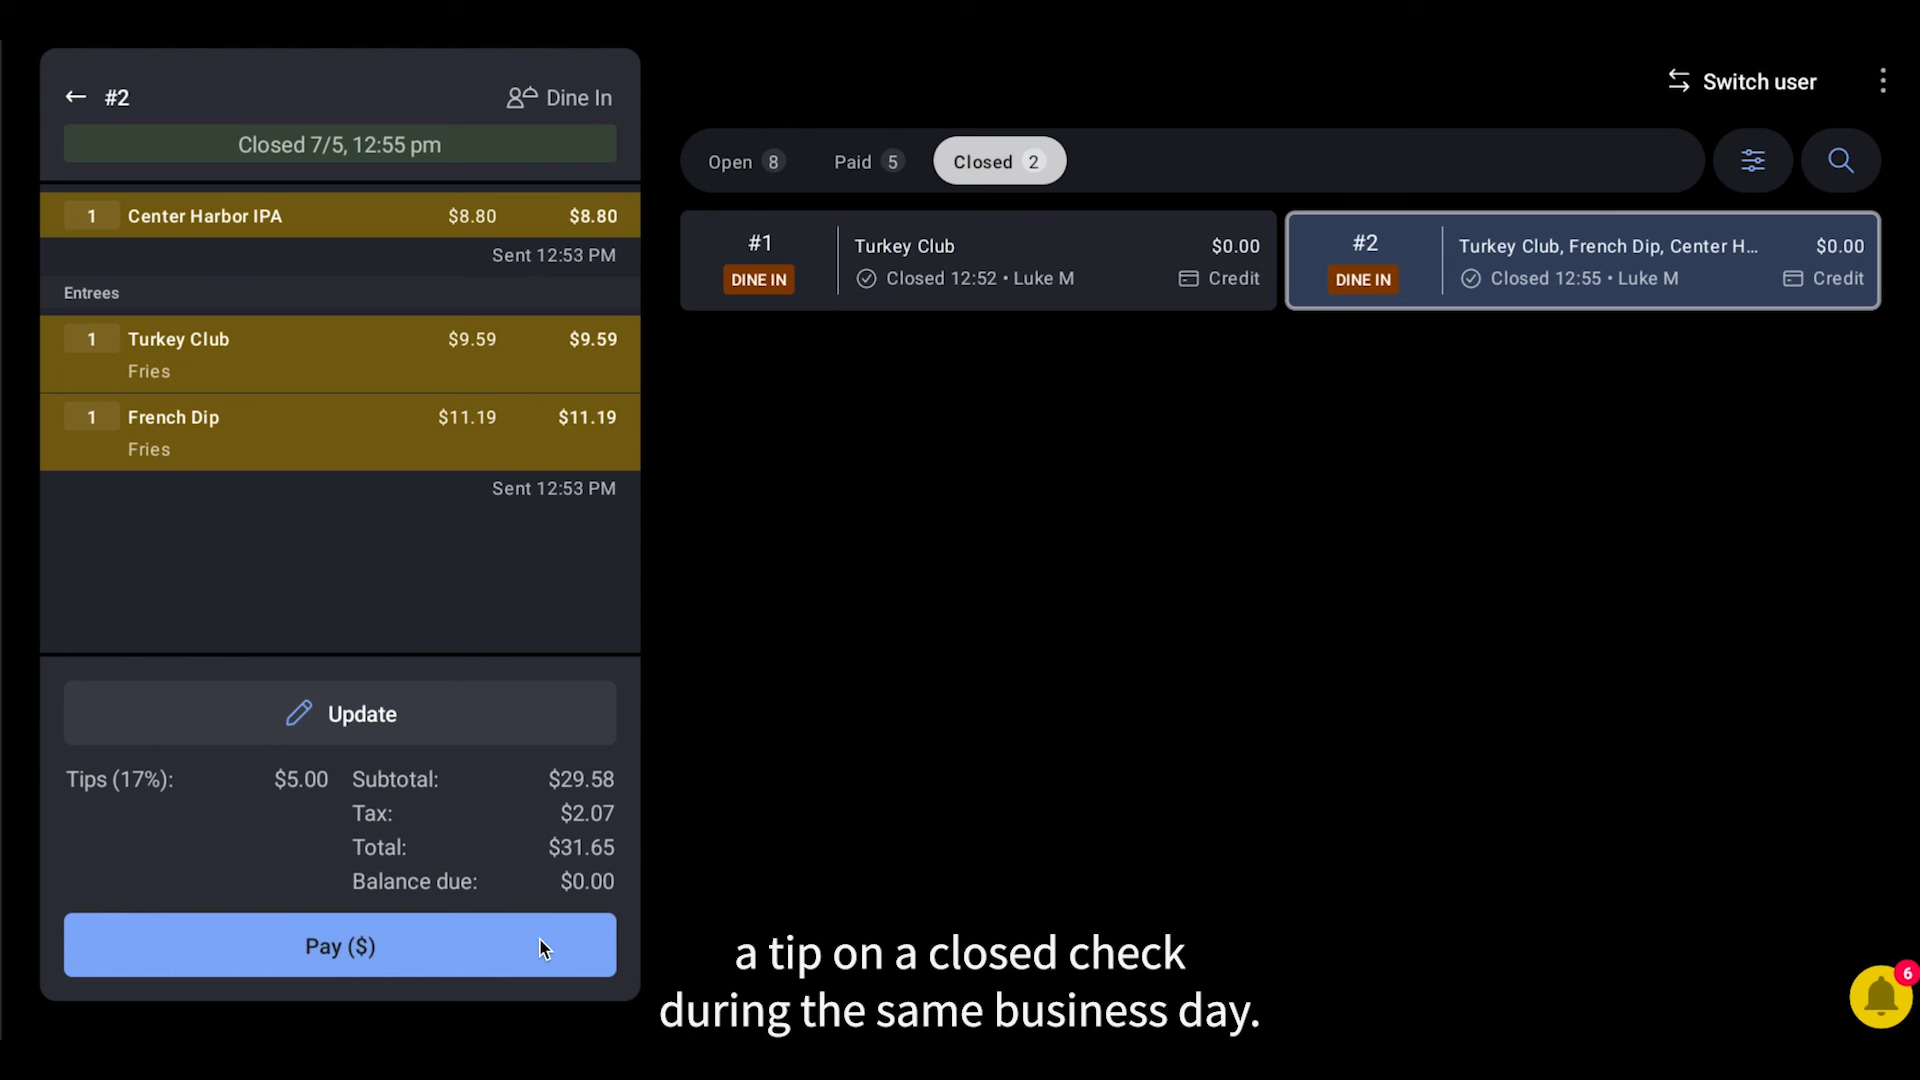 #2
Dine In
Closed 7/5, 12:55 pm
1 Center Harbor IPA $8.80 $8.80
Sent 12:53 PM
Entrees
1 Turkey Club $9.59 $9.59
Fries
1 French Dip $11.19 $11.19
Fries
Sent 12:53 PM
Update
Tips (17%): $5.00 Subtotal: $29.58
Tax: $2.07
Total: $31.65
Balance due: $0.00
Pay ($)
Switch user
Open 8 Paid 5 Closed 2
#1 Turkey Club $0.00
DINE IN Closed 12:52 • Luke M Credit
#2 Turkey Club, French Dip, Center H... $0.00
DINE IN Closed 12:55 • Luke M Credit
a tip on a closed check
during the same business day.
6